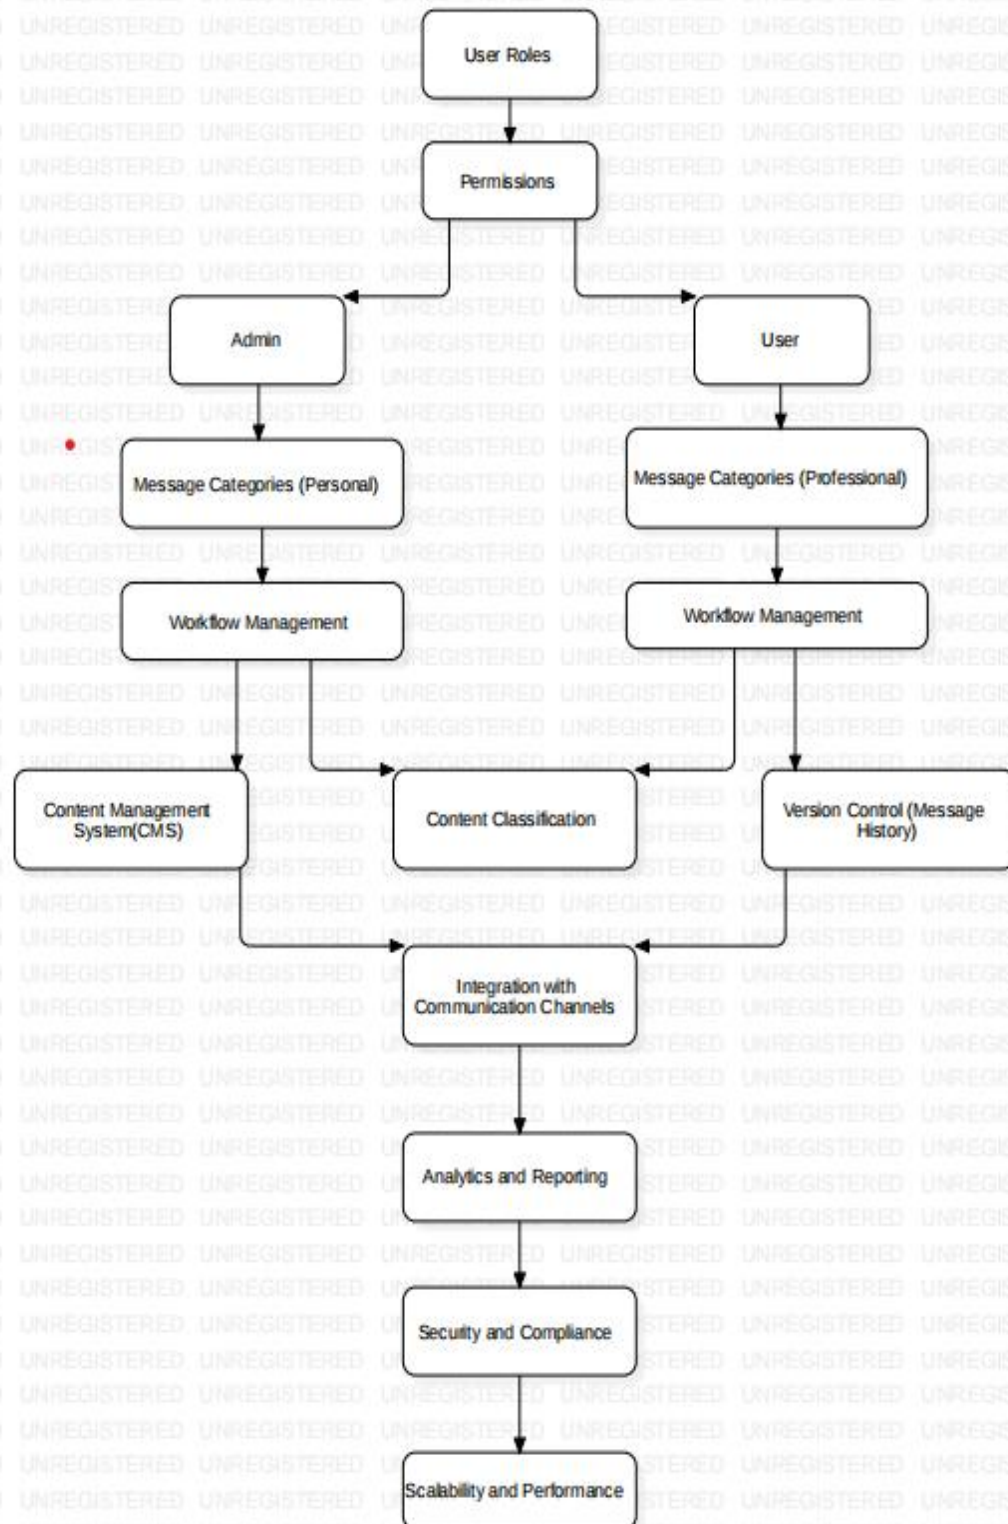 User Roles
Permissions
Admin
User
Message Categories (Personal)
Message Categories (Professional)
Workflow Management
Workflow Management
Content Management
System(CMS)
Content Classification
Version Control (Message
History)
Integration with
Communication Channels
Analytics and Reporting
Security and Compliance
Scalability and Performance